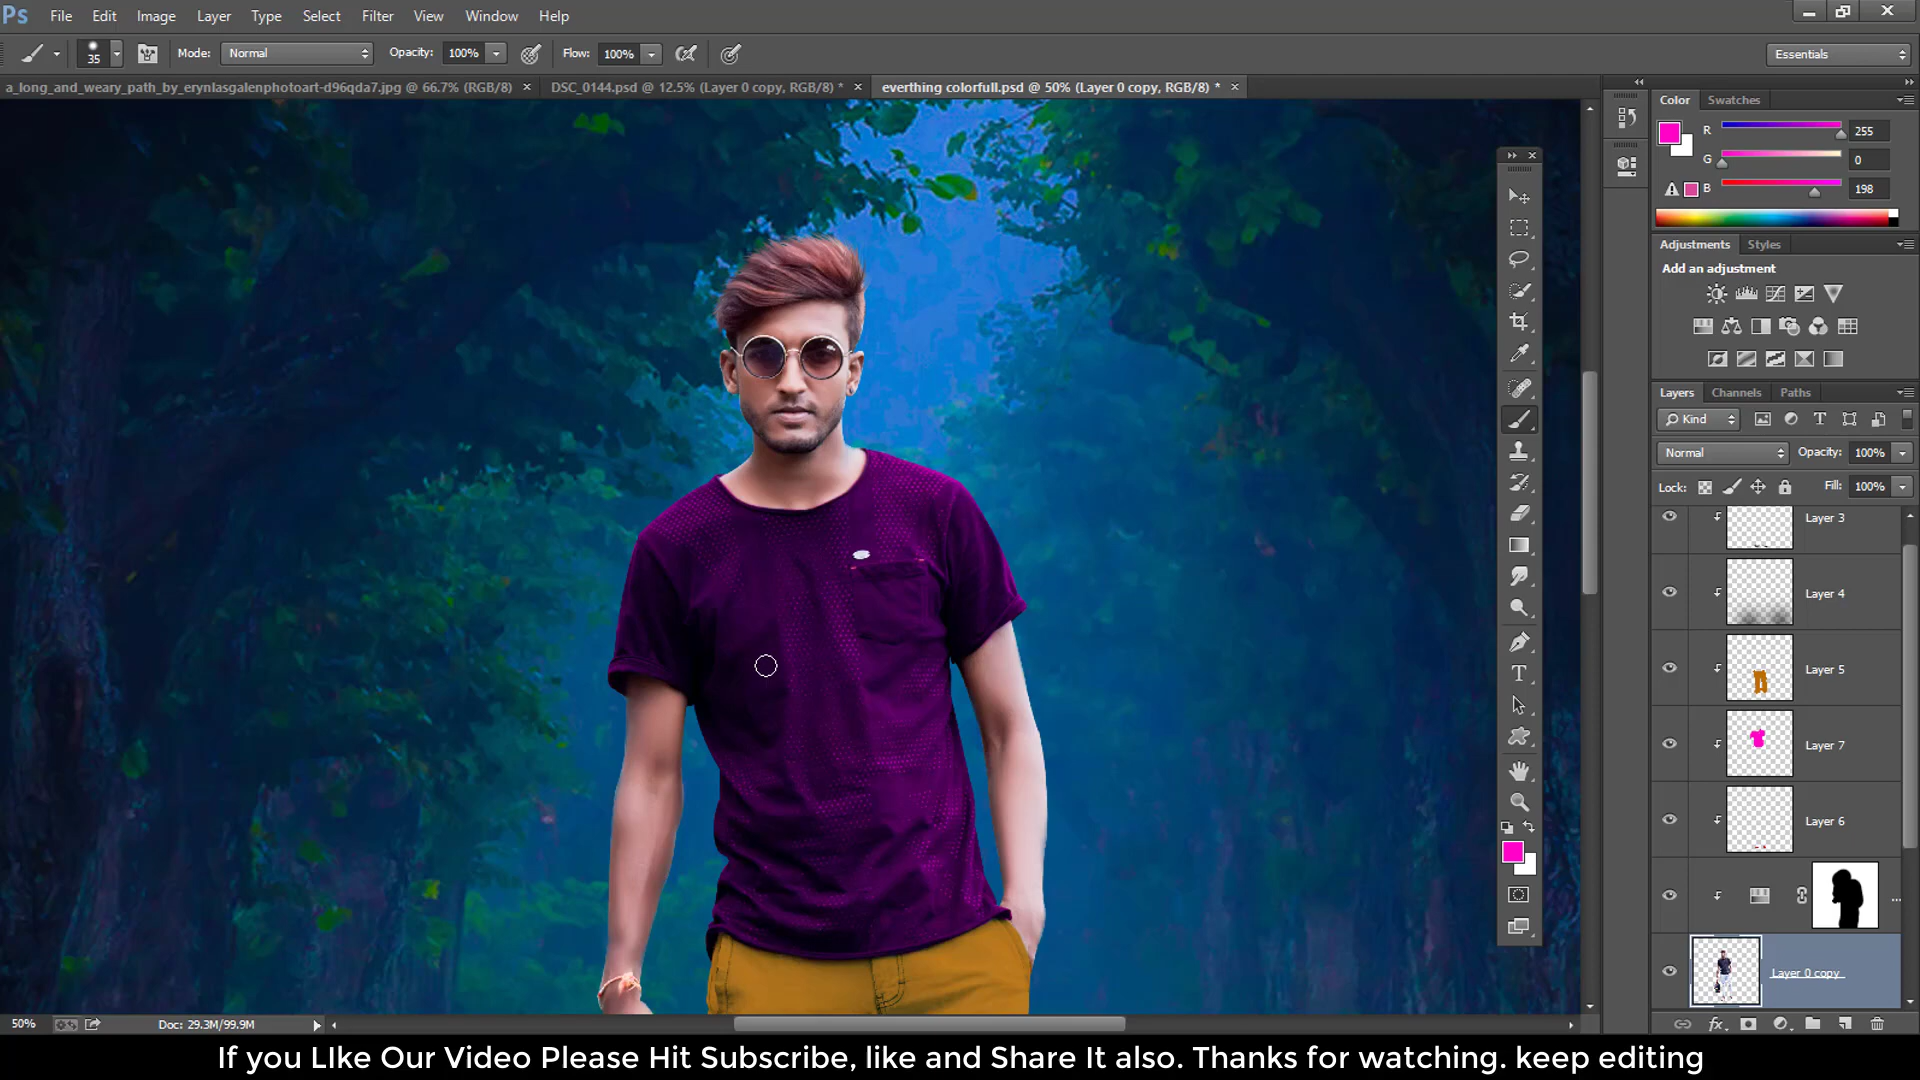 Ps File Edit Image Layer Type Select Filter View Window Help
35 Mode: Normal Opacity: 100% Flow: 100% Essentials
a_long_and_weary_path_by_erynlasgalenphotoart-d96qda7.jpg @ 66.7% (RGB/8) × DSC_0144.psd @ 12.5% (Layer 0 copy, RGB/8) * × everthing colorfull.psd @ 50% (Layer 0 copy, RGB/8) * ×
Color Swatches
R 255
G 0
B 198
Adjustments Styles
Add an adjustment
Layers Channels Paths
Kind T
Normal Opacity: 100%
Lock: Fill: 100%
Layer 3
Layer 4
Layer 5
Layer 7
Layer 6
...
Layer 0 copy
fx
T
50% Doc: 29.3M/99.9M
If you LIke Our Video Please Hit Subscribe, like and Share It also. Thanks for watching. keep editing